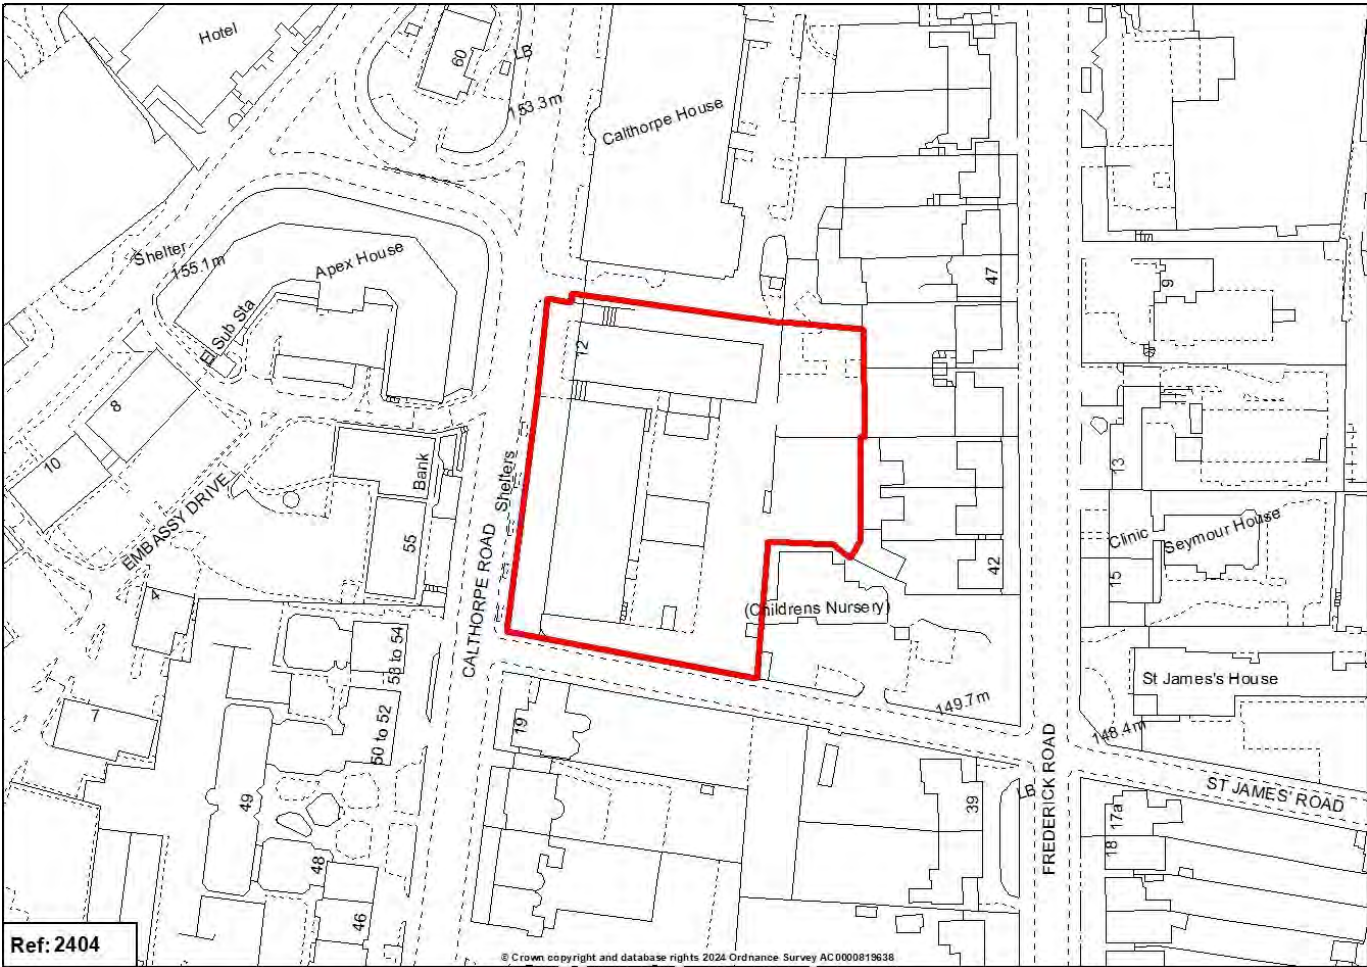 Hotel
60
LB
153.3m
Calthorpe House
Shelter
155.1m
Apex House
El Sub Sta
47
9
12
8
10
Bank
Shelters
EMBASSY DRIVE
55
CALTHORPE ROAD
13
Clinic
Seymour House
42
15
4
(Childrens Nursery)
53 to 54
St James's House
7
50 to 52
19
149.7m
148.4m
FREDERICK ROAD
ST JAMES' ROAD
49
39
LB
17a
18
48
46
Ref: 2404
© Crown copyright and database rights 2024 Ordnance Survey AC0000819638